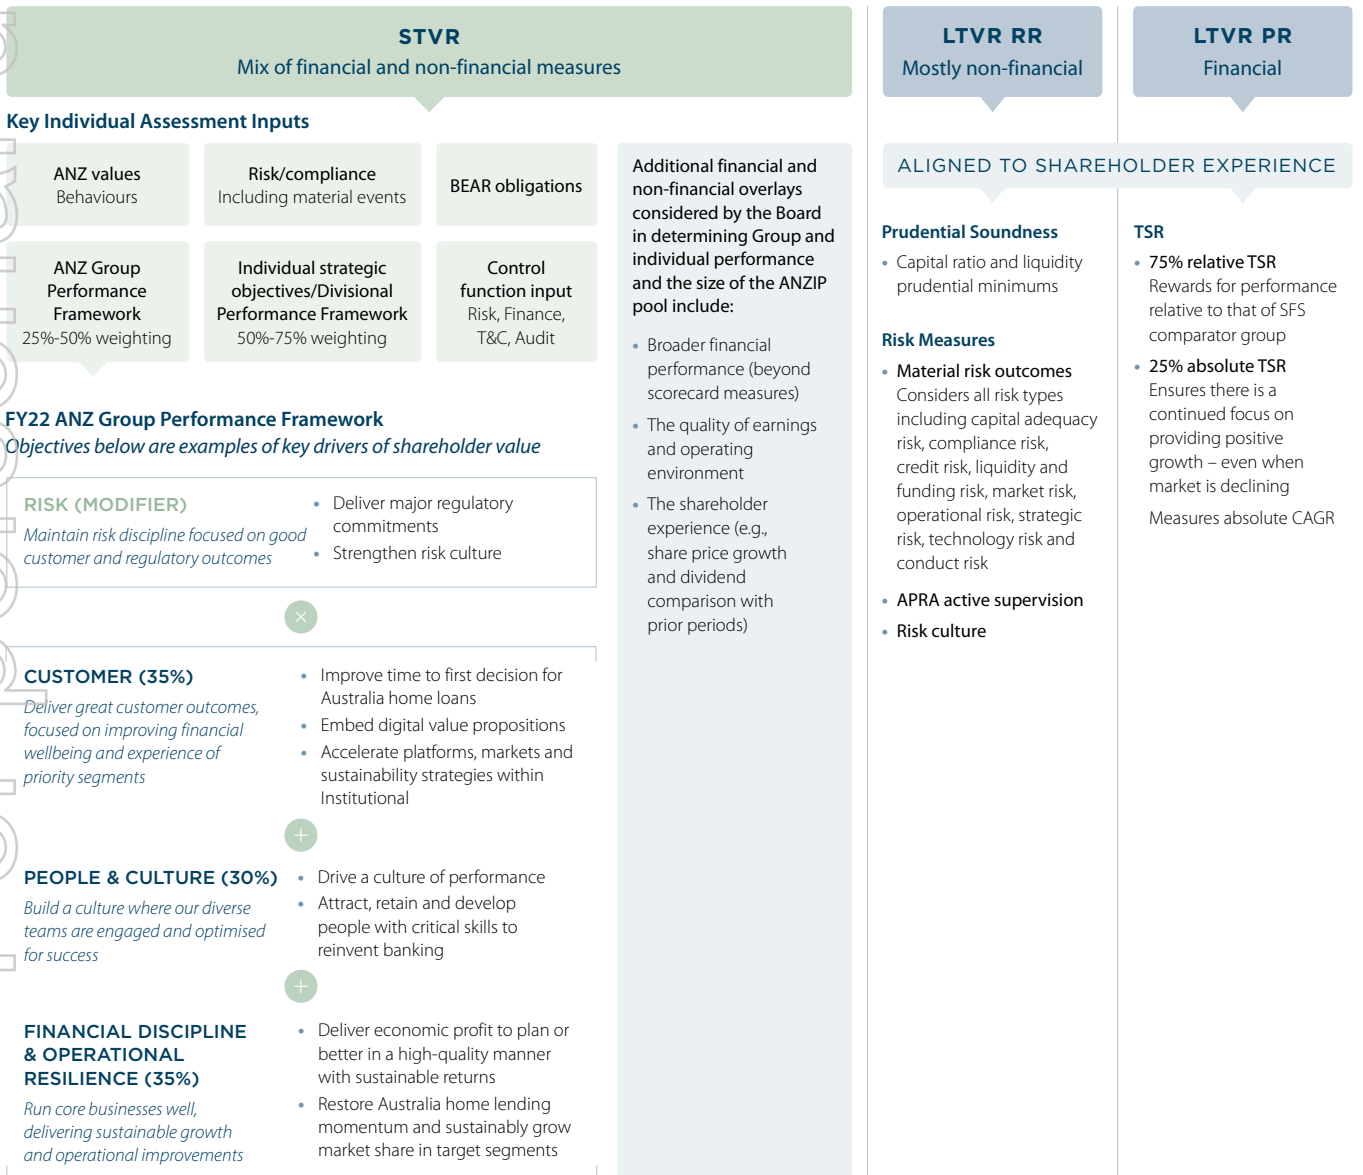 STVR
Mix of financial and non-financial measures
Key Individual Assessment Inputs
ANZ values
Behaviours
Risk/compliance
Including material events
BEAR obligations
ANZ Group
Performance
Framework
25%-50% weighting
Individual strategic
objectives/Divisional
Performance Framework
50%-75% weighting
Control
function input
Risk, Finance,
T&C, Audit
FY22 ANZ Group Performance Framework
Objectives below are examples of key drivers of shareholder value
RISK (MODIFIER)
Maintain risk discipline focused on good
customer and regulatory outcomes
• Deliver major regulatory
commitments
• Strengthen risk culture
×
CUSTOMER (35%)
Deliver great customer outcomes,
focused on improving financial
wellbeing and experience of
priority segments
• Improve time to first decision for
Australia home loans
• Embed digital value propositions
• Accelerate platforms, markets and
sustainability strategies within
Institutional
+
PEOPLE & CULTURE (30%)
Build a culture where our diverse
teams are engaged and optimised
for success
• Drive a culture of performance
• Attract, retain and develop
people with critical skills to
reinvent banking
+
FINANCIAL DISCIPLINE
& OPERATIONAL
RESILIENCE (35%)
Run core businesses well,
delivering sustainable growth
and operational improvements
• Deliver economic profit to plan or
better in a high-quality manner
with sustainable returns
• Restore Australia home lending
momentum and sustainably grow
market share in target segments
Additional financial and
non-financial overlays
considered by the Board
in determining Group and
individual performance
and the size of the ANZIP
pool include:
• Broader financial
performance (beyond
scorecard measures)
• The quality of earnings
and operating
environment
• The shareholder
experience (e.g.,
share price growth
and dividend
comparison with
prior periods)
LTVR RR
Mostly non-financial
LTVR PR
Financial
ALIGNED TO SHAREHOLDER EXPERIENCE
Prudential Soundness
• Capital ratio and liquidity
prudential minimums
Risk Measures
• Material risk outcomes
Considers all risk types
including capital adequacy
risk, compliance risk,
credit risk, liquidity and
funding risk, market risk,
operational risk, strategic
risk, technology risk and
conduct risk
• APRA active supervision
• Risk culture
TSR
• 75% relative TSR
Rewards for performance
relative to that of SFS
comparator group
• 25% absolute TSR
Ensures there is a
continued focus on
providing positive
growth – even when
market is declining
Measures absolute CAGR